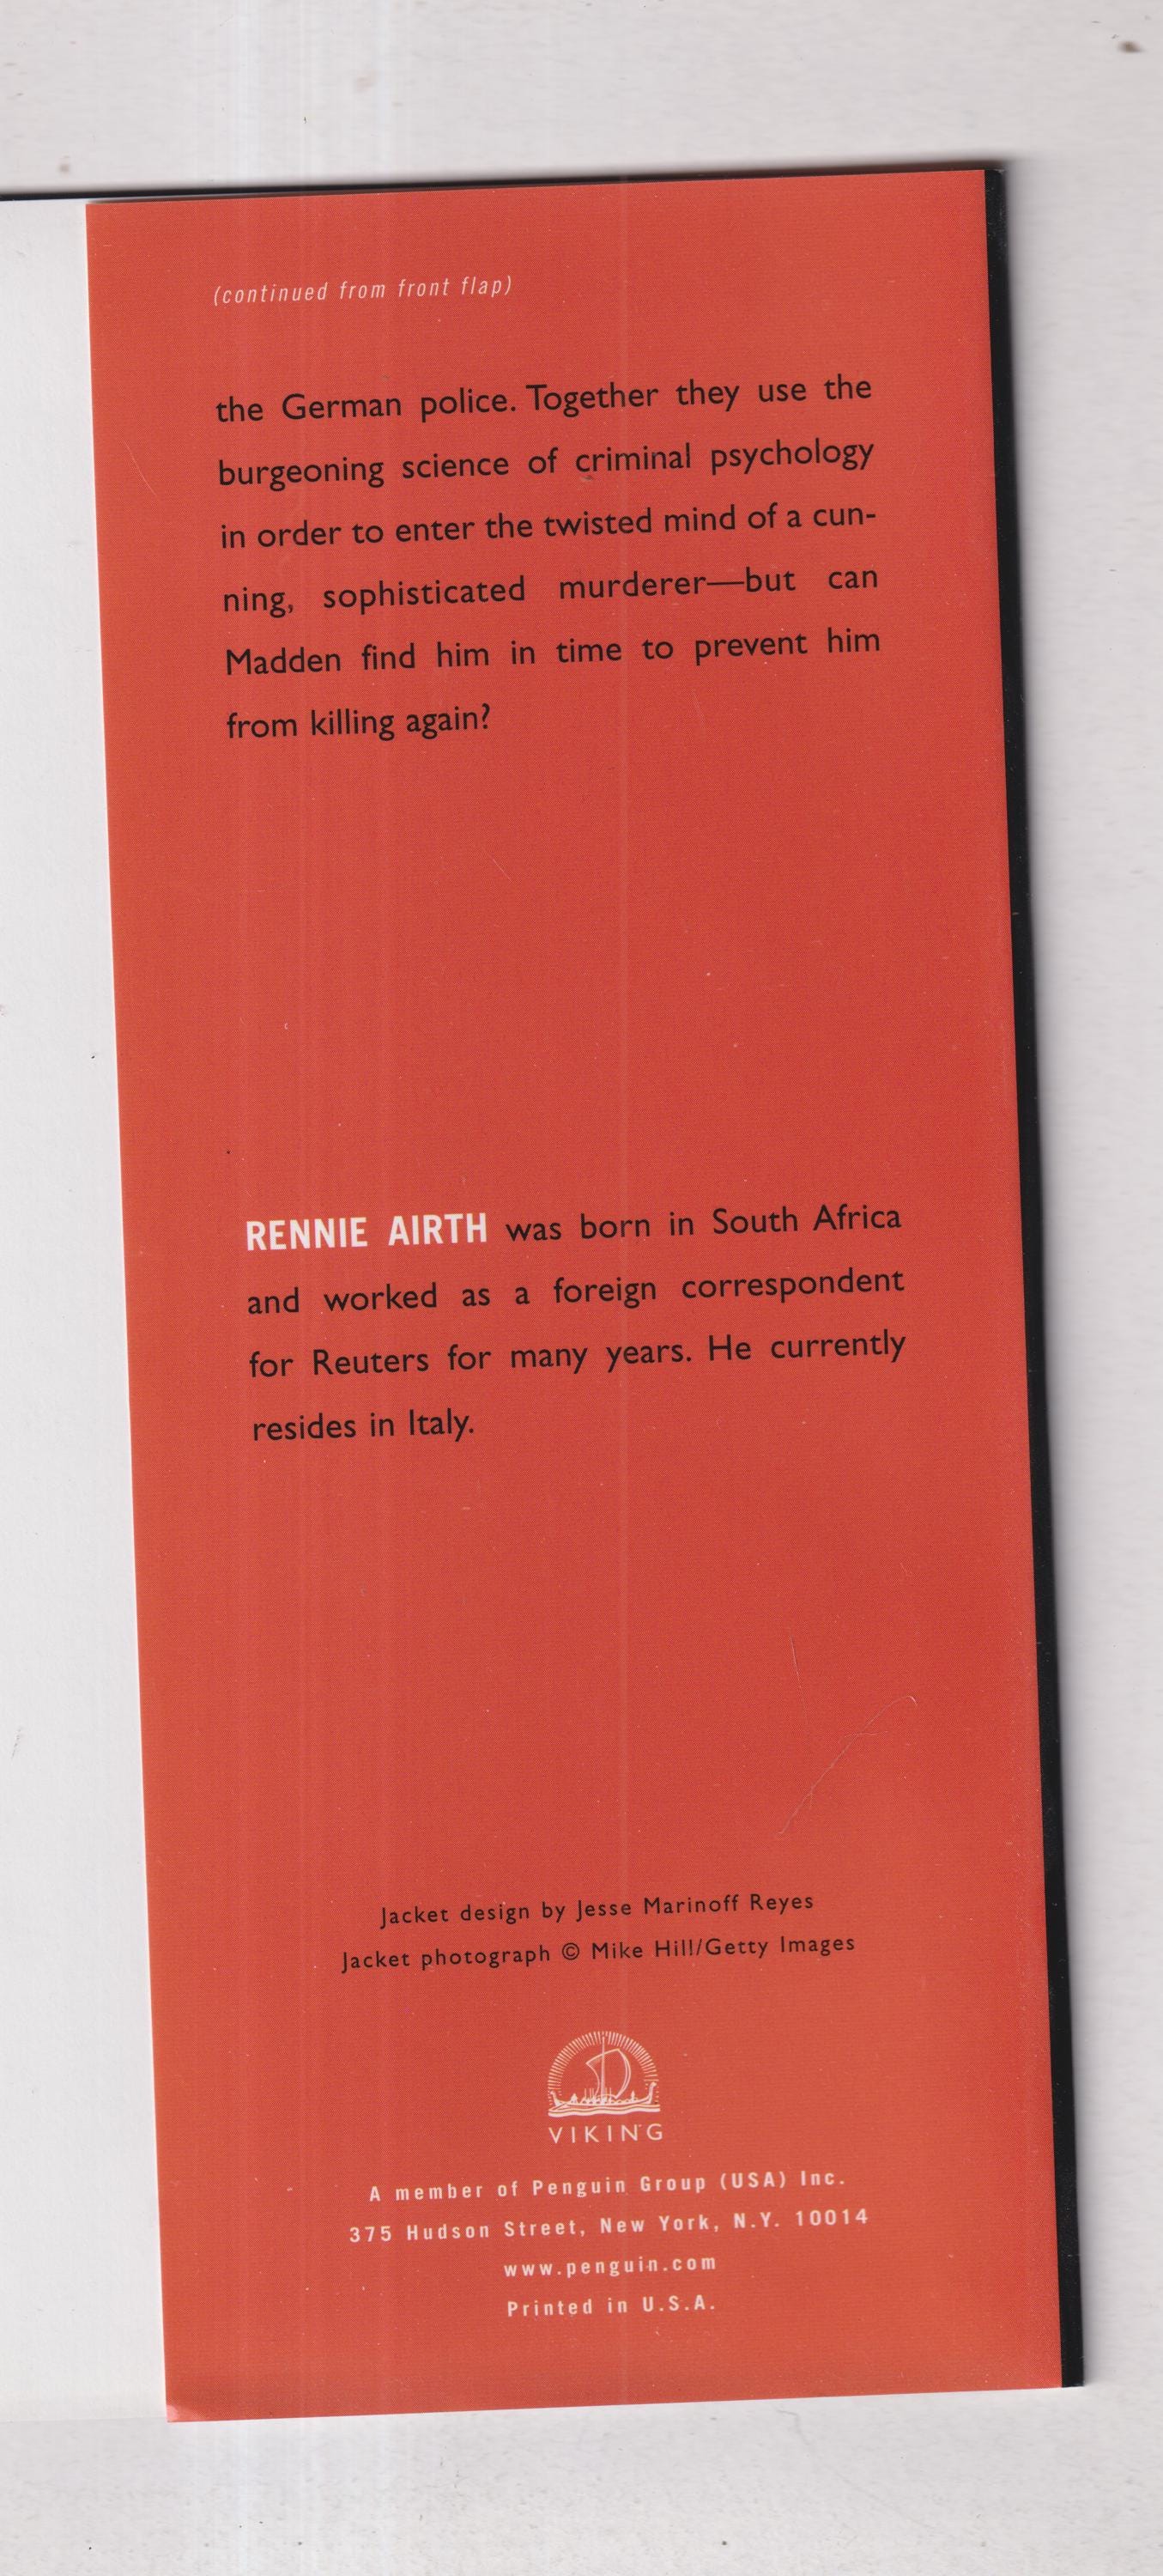 (continued from front flap)
the German police. Together they use the
burgeoning science of criminal psychology
in order to enter the twisted mind of a cun-
ning, sophisticated murderer—but can
Madden find him in time to prevent him
from killing again?
RENNIE AIRTH was born in South Africa
and worked as a foreign correspondent
for Reuters for many years. He currently
resides in Italy.
Jacket design by Jesse Marinoff Reyes
Jacket photograph © Mike Hill/Getty Images
VIKING
A member of Penguin Group (USA) Inc.
375 Hudson Street, New York, N.Y. 10014
www.penguin.com
Printed in U.S.A.